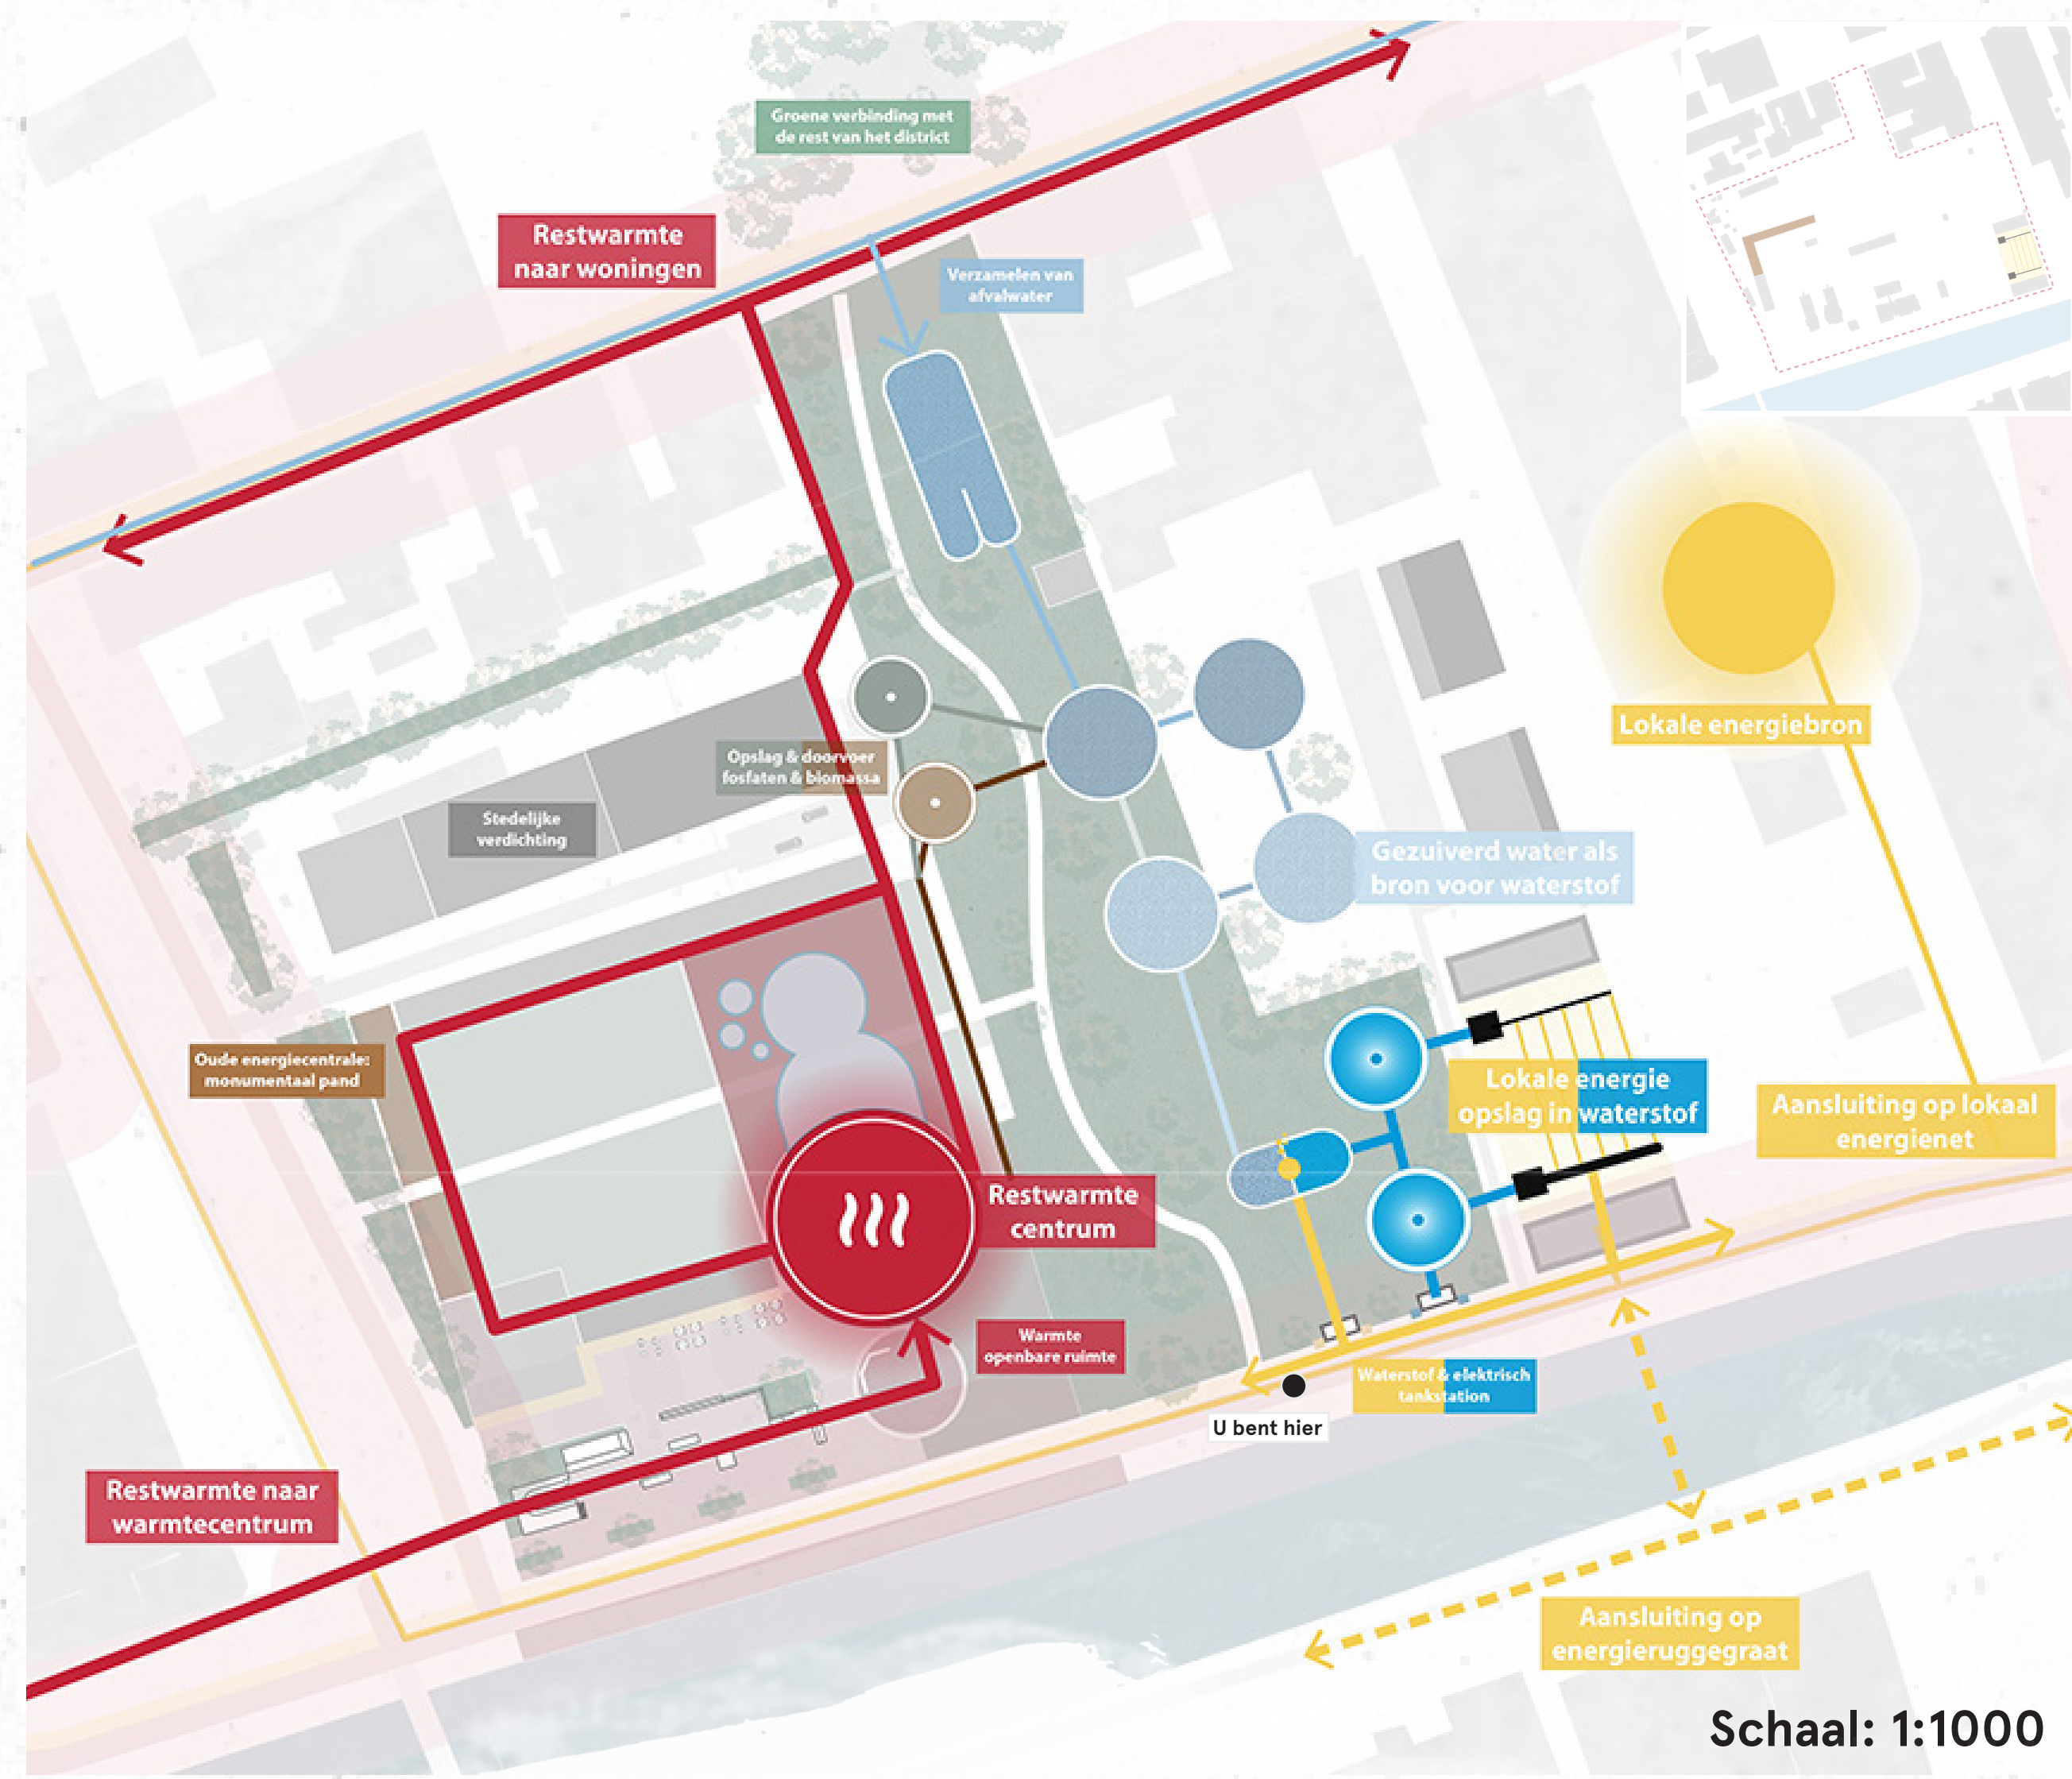 Groene verbinding met
de rest van het district
Restwarmte
naar woningen
Verzamelen van
afvalwater
Lokale energiebron
Opslag & doorvoer
fosfaten & biomassa
Stedelijke
verdichting
Gezuiverd water als
bron voor waterstof
Oude energiecentrale:
monumentaal pand
Lokale energie
opslag in waterstof
Aansluiting op lokaal
energienet
Restwarmte
centrum
Warmte
openbare ruimte
Waterstof & elektrisch
tankstation
U bent hier
Restwarmte naar
warmtecentrum
Aansluiting op
energieruggegraat
Schaal: 1:1000